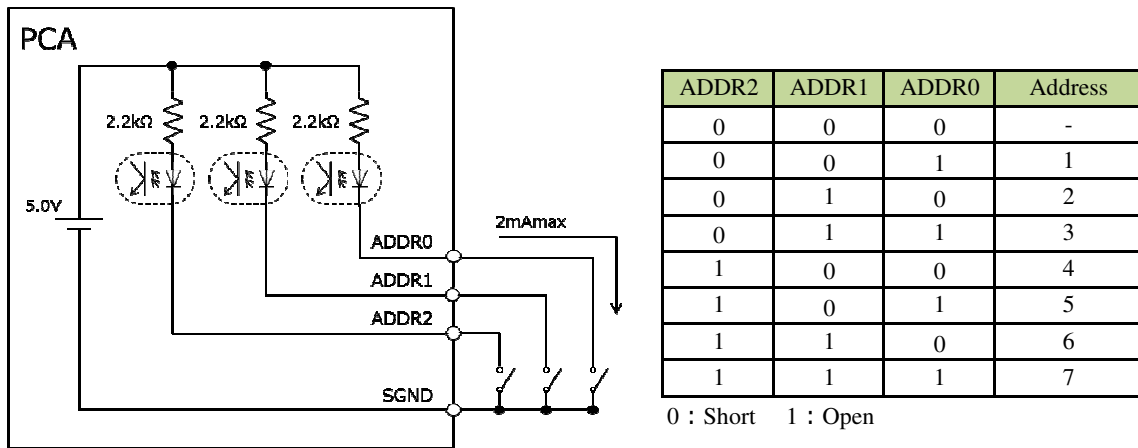 PCA
2.2kΩ 2.2kΩ 2.2kΩ
5.0V
2mAmax
ADDR0
ADDR1
ADDR2
SGND
ADDR2 ADDR1 ADDR0 Address
0 0 0 -
0 0 1 1
0 1 0 2
0 1 1 3
1 0 0 4
1 0 1 5
1 1 0 6
1 1 1 7
0：Short 1：Open